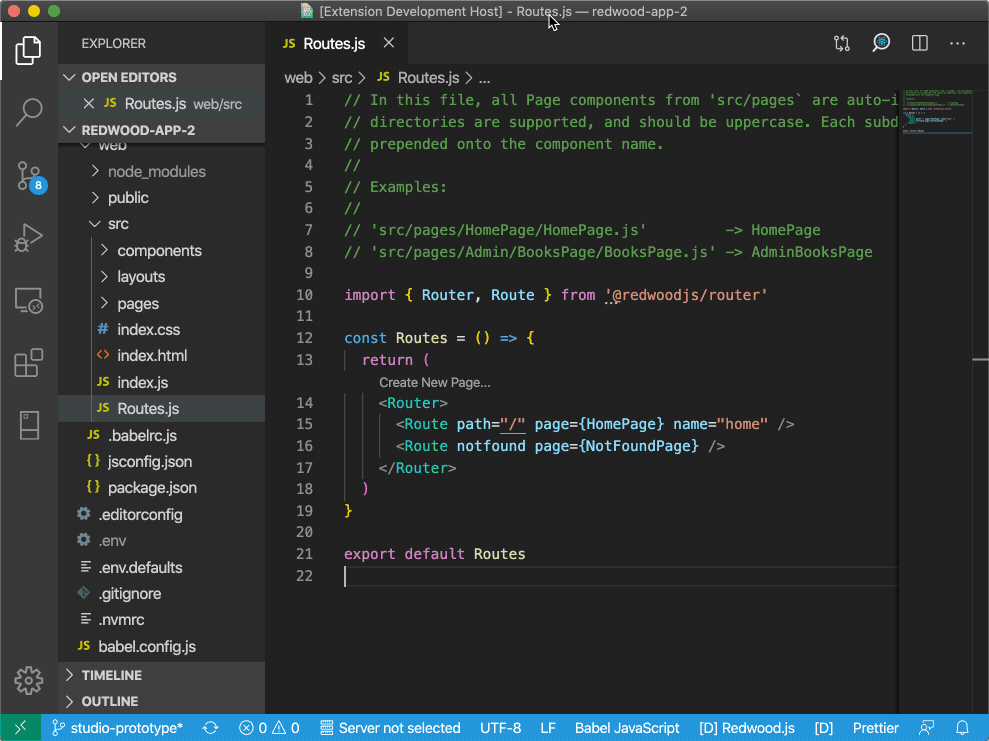 [Extension Development Host] - Routes.js — redwood-app-2
EXPLORER
OPEN EDITORS
JS Routes.js web/src
REDWOOD-APP-2
web
node_modules
public
src
components
layouts
pages
# index.css
<> index.html
JS index.js
JS Routes.js
JS .babelrc.js
{} jsconfig.json
{} package.json
.editorconfig
.env
.env.defaults
.gitignore
.nvmrc
JS babel.config.js
TIMELINE
OUTLINE
8
JS Routes.js
web > src > JS Routes.js > ...
1 // In this file, all Page components from 'src/pages` are auto-i
2 // directories are supported, and should be uppercase. Each subd
3 // prepended onto the component name.
4 //
5 // Examples:
6 //
7 // 'src/pages/HomePage/HomePage.js'         -> HomePage
8 // 'src/pages/Admin/BooksPage/BooksPage.js' -> AdminBooksPage
9
10 import { Router, Route } from '@redwoodjs/router'
11
12 const Routes = () => {
13   return (
Create New Page...
14     <Router>
15       <Route path="/" page={HomePage} name="home" />
16       <Route notfound page={NotFoundPage} />
17     </Router>
18   )
19 }
20
21 export default Routes
22
studio-prototype* 0 0 Server not selected UTF-8 LF Babel JavaScript [D] Redwood.js [D] Prettier